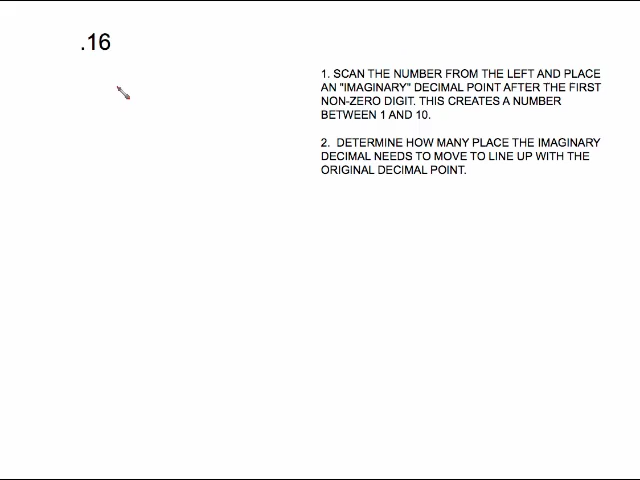 .16
1. SCAN THE NUMBER FROM THE LEFT AND PLACE
AN "IMAGINARY" DECIMAL POINT AFTER THE FIRST
NON-ZERO DIGIT. THIS CREATES A NUMBER
BETWEEN 1 AND 10.
2. DETERMINE HOW MANY PLACE THE IMAGINARY
DECIMAL NEEDS TO MOVE TO LINE UP WITH THE
ORIGINAL DECIMAL POINT.